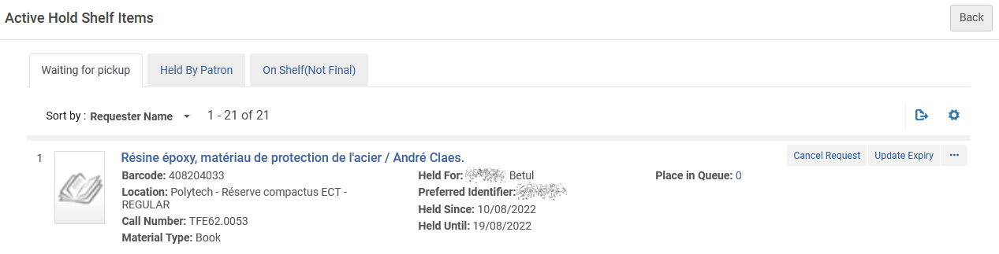 Active Hold Shelf Items
Back
Waiting for pickup
Held By Patron
On Shelf(Not Final)
Sort by : Requester Name
1 - 21 of 21
1
Résine époxy, matériau de protection de l'acier / André Claes.
Cancel Request
Update Expiry
Barcode: 408204033
Location: Polytech - Réserve compactus ECT -
REGULAR
Call Number: TFE62.0053
Material Type: Book
Held For: Betul
Preferred Identifier:
Held Since: 10/08/2022
Held Until: 19/08/2022
Place in Queue: 0